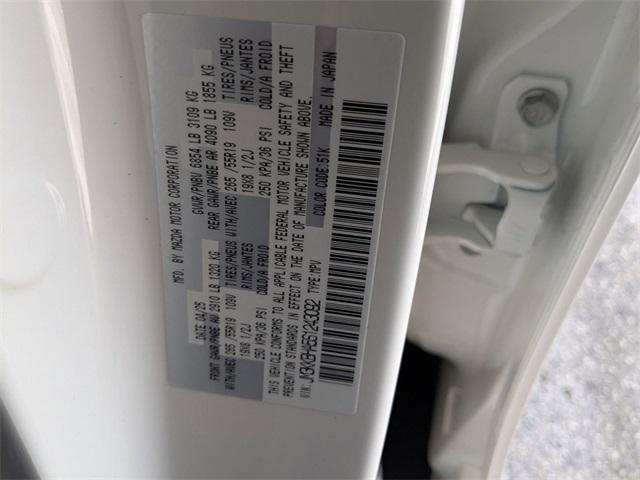 MFD. BY MAZDA MOTOR CORPORATION
DATE 04/25 GVWR/PNBV 6854 LB 3109 KG
FRONT GAWR/PNBE AV 2910 LB 1320 KG REAR GAWR/PNBE AR 4090 LB 1855 KG
WITH/AVEC 265 /55R19 109V TIRES/PNEUS WITH/AVEC 265 /55R19 109V TIRES/PNEUS
19X8 1/2J RIMS/JANTES 19X8 1/2J RIMS/JANTES
250 KPA/36 PSI COLD/A FROID 250 KPA/36 PSI COLD/A FROID
THIS VEHICLE CONFORMS TO ALL APPLICABLE FEDERAL MOTOR VEHICLE SAFETY AND THEFT
PREVENTION STANDARDS IN EFFECT ON THE DATE OF MANUFACTURE SHOWN ABOVE.
VIN: TYPE:MPV COLOR CODE:51K MADE IN JAPAN